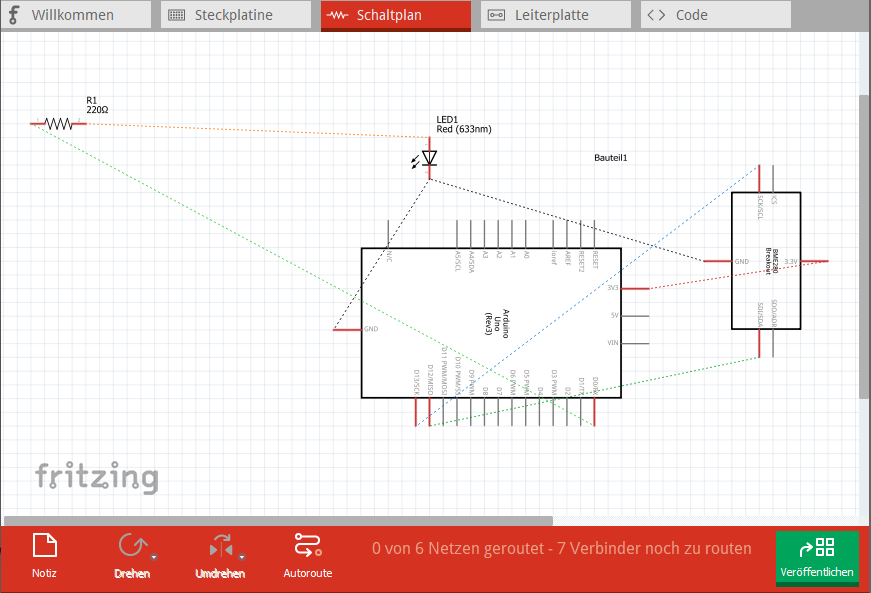 Willkommen
Steckplatine
Schaltplan
Leiterplatte
Code
R1
220Ω
LED1
Red (633nm)
Bauteil1
N/C
A5/SCL
A4/SDA
A3
A2
A1
A0
ioref
AREF
RESET2
RESET
SCK/SCL
/CS
GND
3.3V
BME280
Breakout
SDI/SDA
SDO/ADR
3V3
5V
VIN
GND
Arduino
Uno
(Rev3)
D13/SCK
D12/MISO
D11 PWM/MOSI
D10 PWM/SS
D9 PWM
D8
D7
D6 PWM
D5 PWM
D4
D3 PWM
D2
D1/TX
D0/RX
fritzing
Notiz
Drehen
Umdrehen
Autoroute
0 von 6 Netzen geroutet - 7 Verbinder noch zu routen
Veröffentlichen